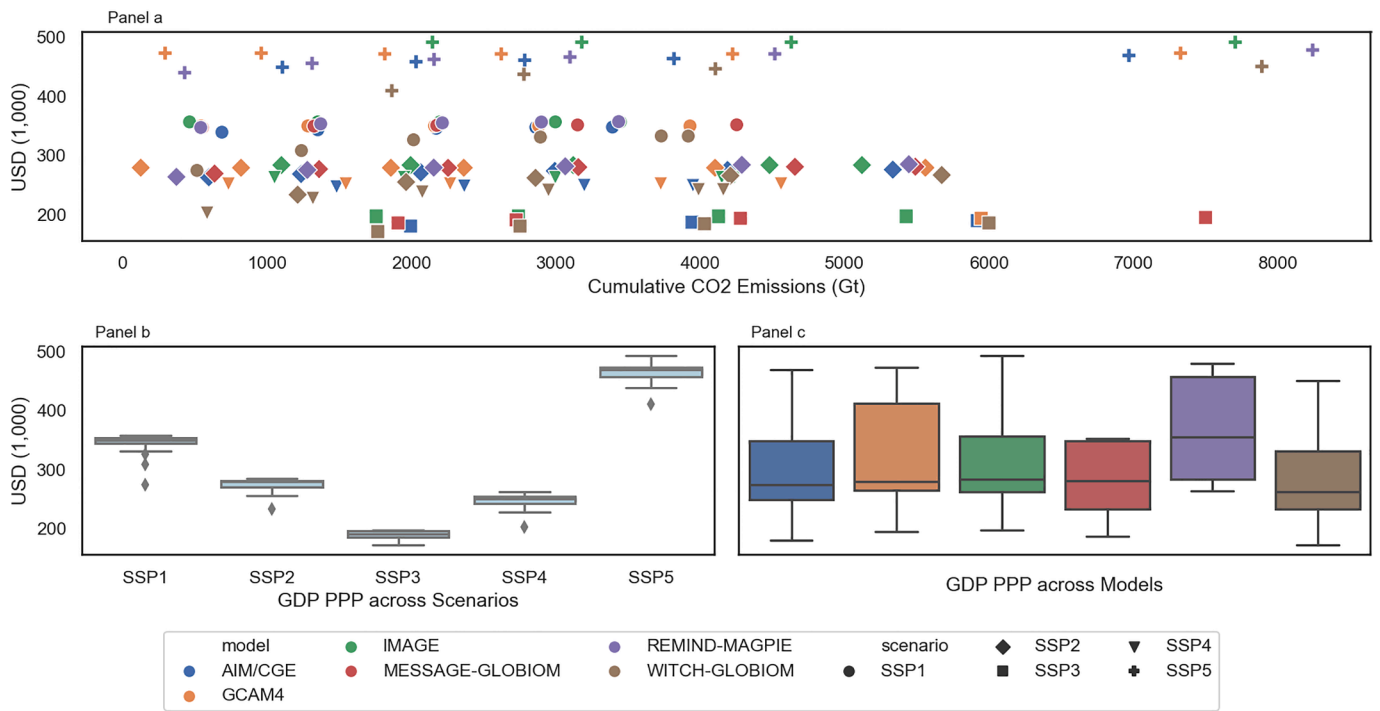 Panel a
500
400
300
200
USD (1,000)
0 1000 2000 3000 4000 5000 6000 7000 8000
Cumulative CO2 Emissions (Gt)
Panel b
500
400
300
200
USD (1,000)
SSP1 SSP2 SSP3 SSP4 SSP5
GDP PPP across Scenarios
Panel c
GDP PPP across Models
model IMAGE REMIND-MAGPIE scenario SSP2 SSP4
AIM/CGE MESSAGE-GLOBIOM WITCH-GLOBIOM SSP1 SSP3 SSP5
GCAM4